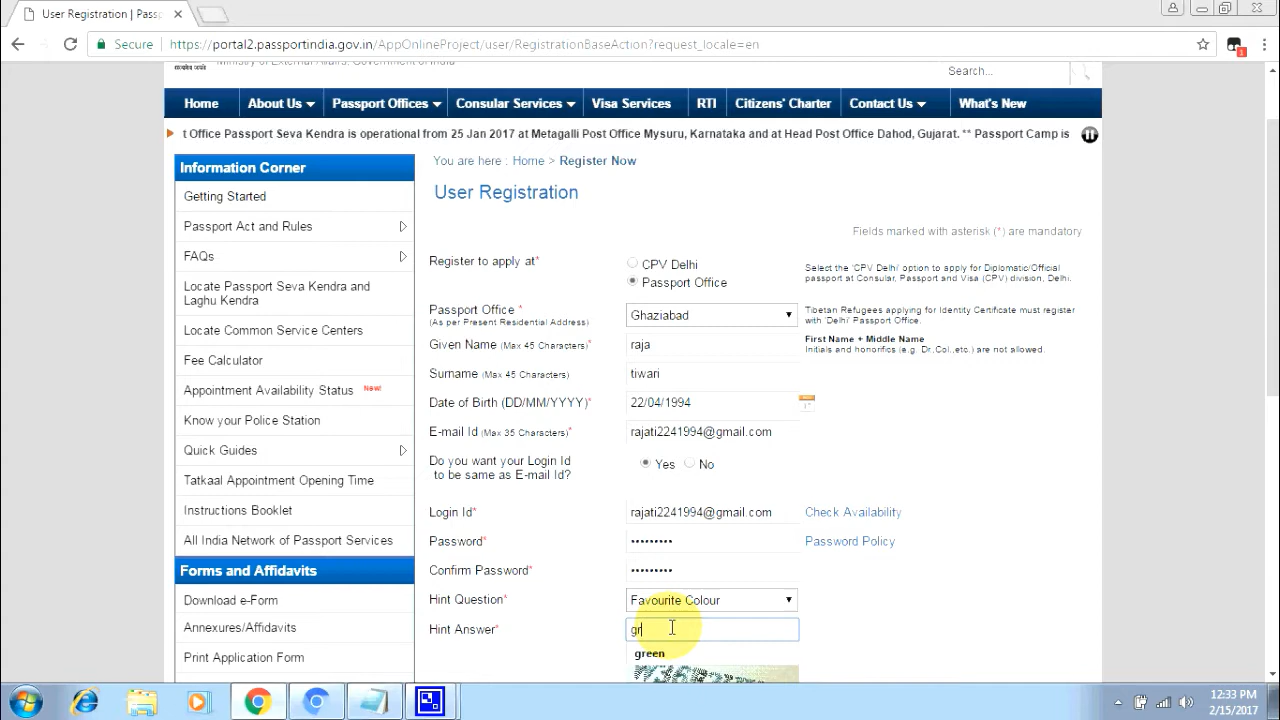 User Registration | Pass
Secure
https://portal2.passportindia.gov.in/AppOnlineProject/user/RegistrationBaseAction?request_locale=en
1
सत्यमेव जयते
Ministry of External Affairs, Government of India
Search...
Home
About Us
Passport Offices
Consular Services
Visa Services
RTI
Citizens' Charter
Contact Us
What's New
t Office Passport Seva Kendra is operational from 25 Jan 2017 at Metagalli Post Office Mysuru, Karnataka and at Head Post Office Dahod, Gujarat. ** Passport Camp is
Information Corner
Getting Started
Passport Act and Rules
FAQs
Locate Passport Seva Kendra and
Laghu Kendra
Locate Common Service Centers
Fee Calculator
Appointment Availability Status New!
Know your Police Station
Quick Guides
Tatkaal Appointment Opening Time
Instructions Booklet
All India Network of Passport Services
Forms and Affidavits
Download e-Form
Annexures/Affidavits
Print Application Form
You are here : Home > Register Now
User Registration
Fields marked with asterisk (*) are mandatory
Register to apply at*
CPV Delhi
Passport Office
Select the 'CPV Delhi' option to apply for Diplomatic/Official
passport at Consular, Passport and Visa (CPV) division, Delhi.
Passport Office *
(As per Present Residential Address)
Ghaziabad
Tibetan Refugees applying for Identity Certificate must register
with 'Delhi' Passport Office.
Given Name (Max 45 Characters)*
raja
First Name + Middle Name
Initials and honorifics (e.g. Dr.,Col.,etc.) are not allowed.
Surname (Max 45 Characters)
tiwari
Date of Birth (DD/MM/YYYY)*
22/04/1994
E-mail Id (Max 35 Characters)*
rajati2241994@gmail.com
Do you want your Login Id
to be same as E-mail Id?
Yes
No
Login Id*
rajati2241994@gmail.com
Check Availability
Password*
•••••••••
Password Policy
Confirm Password*
•••••••••
Hint Question*
Favourite Colour
Hint Answer*
gr
green
12:33 PM
2/15/2017